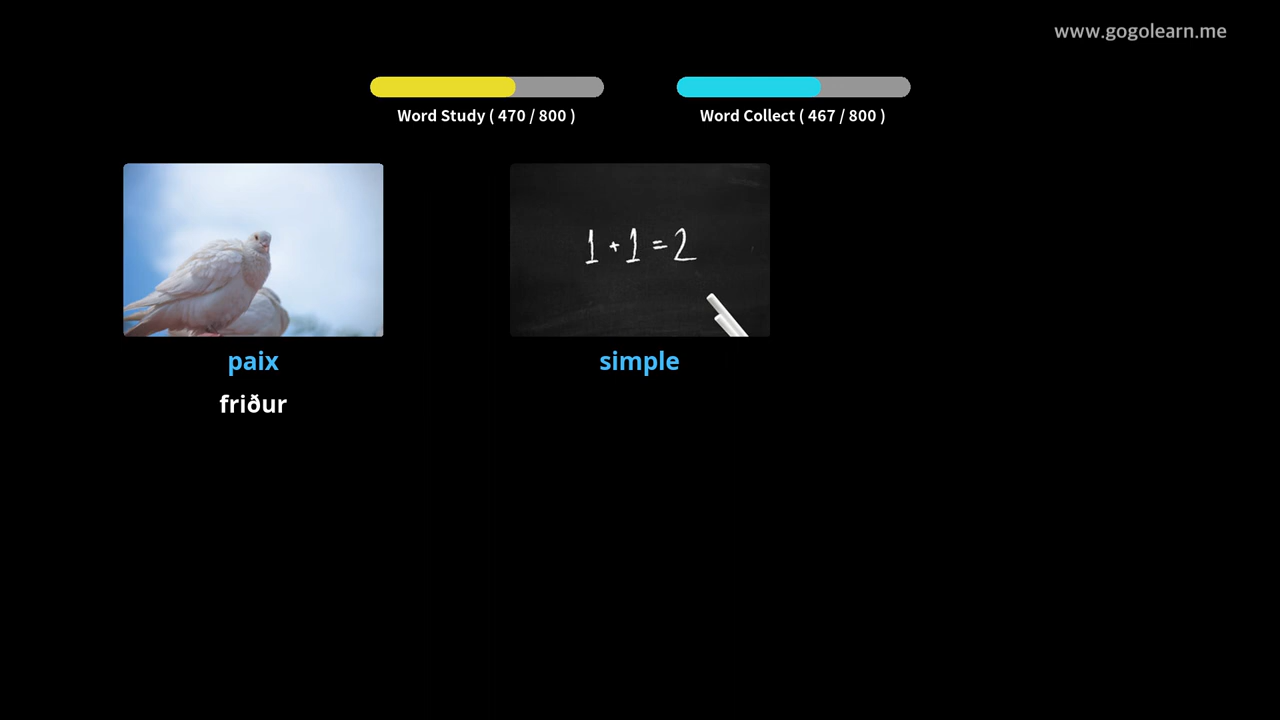 www.gogolearn.me
Word Study ( 470 / 800 )
Word Collect ( 467 / 800 )
1 + 1 = 2
paix
simple
friður